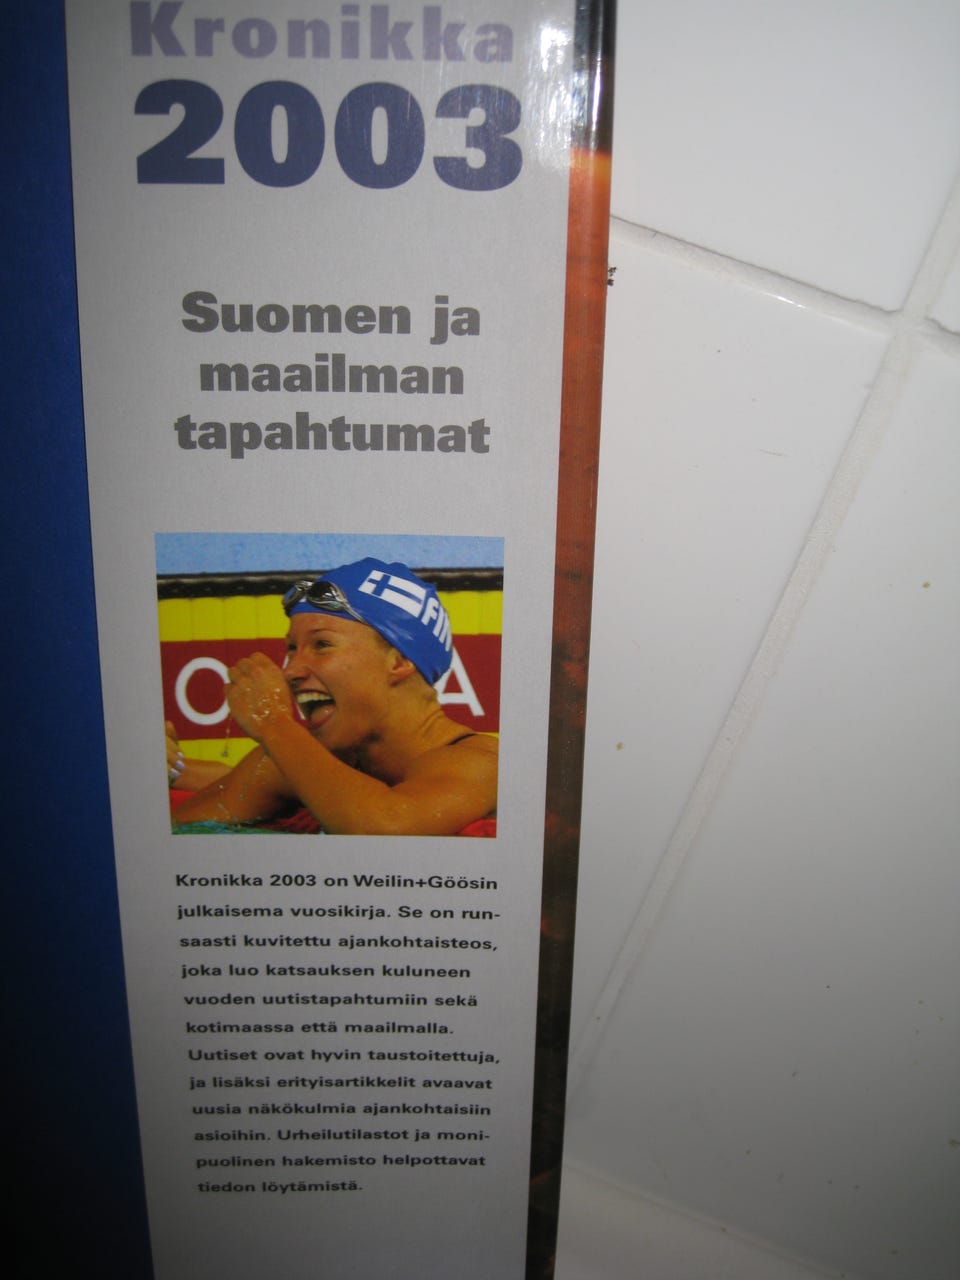 Kronikka
2003
Suomen ja
maailman
tapahtumat
FIN
O A
Kronikka 2003 on Weilin+Göösin
julkaisema vuosikirja. Se on run-
saasti kuvitettu ajankohtaisteos,
joka luo katsauksen kuluneen
vuoden uutistapahtumiin sekä
kotimaassa että maailmalla.
Uutiset ovat hyvin taustoitettuja,
ja lisäksi erityisartikkelit avaavat
uusia näkökulmia ajankohtaisiin
asioihin. Urheilutilastot ja moni-
puolinen hakemisto helpottavat
tiedon löytämistä.